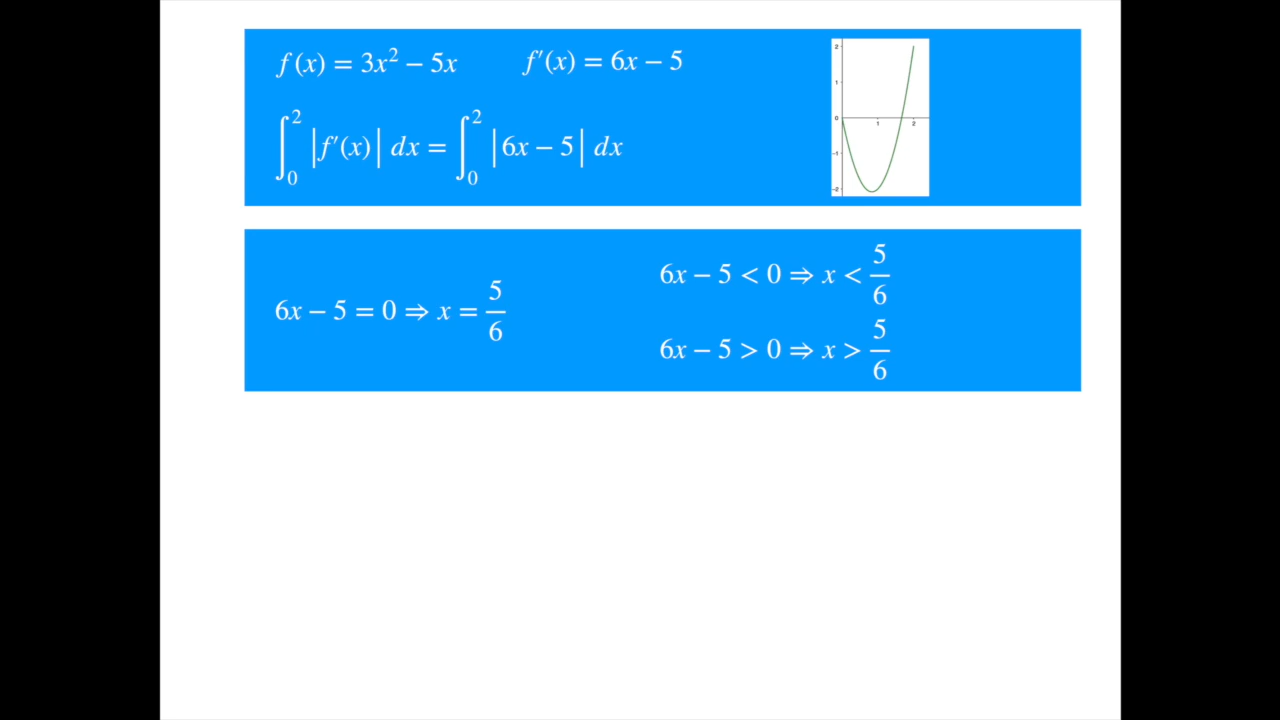 f(x) = 3x² − 5x f′(x) = 6x − 5
∫₀² |f′(x)| dx = ∫₀² |6x − 5| dx
2
1
0
−1
−2
1 2
6x − 5 = 0 ⇒ x = 5/6
6x − 5 < 0 ⇒ x < 5/6
6x − 5 > 0 ⇒ x > 5/6